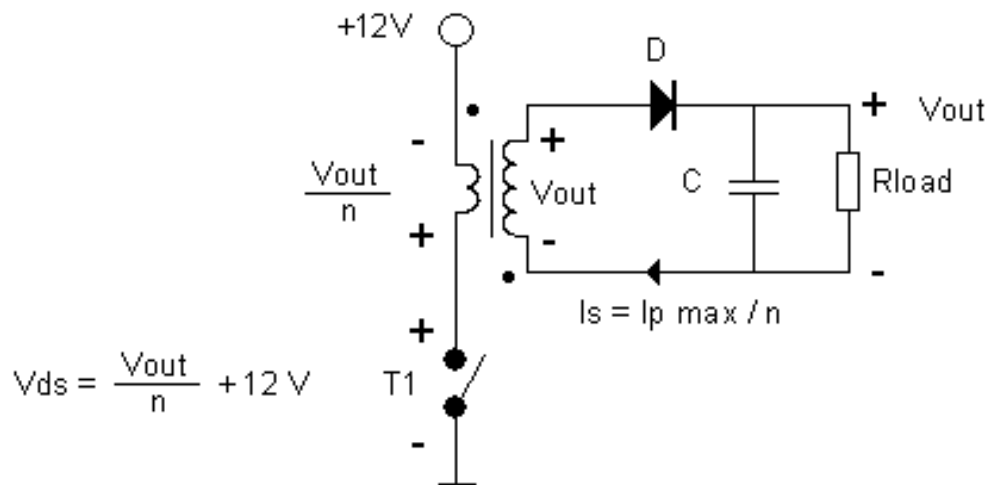 +12V
D
+
Vout
-
+
Vout
n
Vout
C
Rload
+
-
-
Is = Ip max / n
+
Vds = Vout
n
+12 V
T1
-